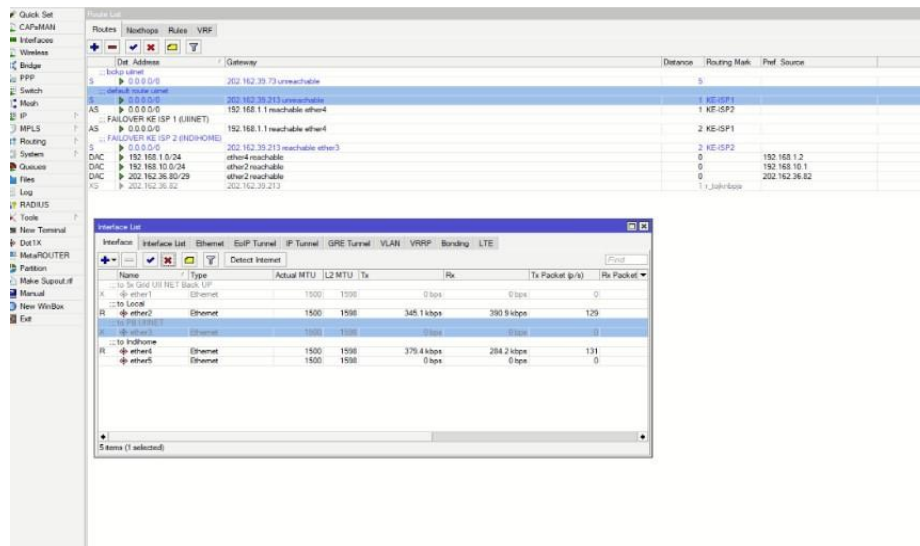 Quick Set
CAPsMAN
Interfaces
Wireless
Bridge
PPP
Switch
Mesh
IP
MPLS
Routing
System
Queues
Files
Log
RADIUS
Tools
New Terminal
Dot1X
MetaROUTER
Partition
Make Supout.rif
Manual
New WinBox
Exit
Route List
Routes Nexthops Rules VRF
Dst. Address Gateway Distance Routing Mark Pref. Source
S 0.0.0.0/0 202.162.39.73 unreachable 5
::: default route uiinet
S 0.0.0.0/0 202.162.39.213 unreachable 1 KE-ISP1
AS 0.0.0.0/0 192.168.1.1 reachable ether4 1 KE-ISP2
::: FAILOVER KE ISP 1 (UIINET)
AS 0.0.0.0/0 192.168.1.1 reachable ether4 2 KE-ISP1
::: FAILOVER KE ISP 2 (INDIHOME)
S 0.0.0.0/0 202.162.39.213 reachable ether3 2 KE-ISP2
DAC 192.168.1.0/24 ether4 reachable 0 192.168.1.2
DAC 192.168.10.0/24 ether2 reachable 0 192.168.10.1
DAC 202.162.36.80/29 ether2 reachable 0 202.162.36.82
XS 202.162.36.82 202.162.39.213 1
Interface List
Interface Interface List Ethernet EoIP Tunnel IP Tunnel GRE Tunnel VLAN VRRP Bonding LTE
Detect Internet Find
Name Type Actual MTU L2 MTU Tx Rx Tx Packet (p/s) Rx Packet
X ether1 Ethernet 1500 1598 0 bps 0 bps 0
::: to Local
R ether2 Ethernet 1500 1598 345.1 kbps 390.9 kbps 129
X ether3 Ethernet 1500 1598 0 bps 0 bps 0
::: to Indihome
R ether4 Ethernet 1500 1598 379.4 kbps 284.2 kbps 131
ether5 Ethernet 1500 1598 0 bps 0 bps 0
5 items (1 selected)